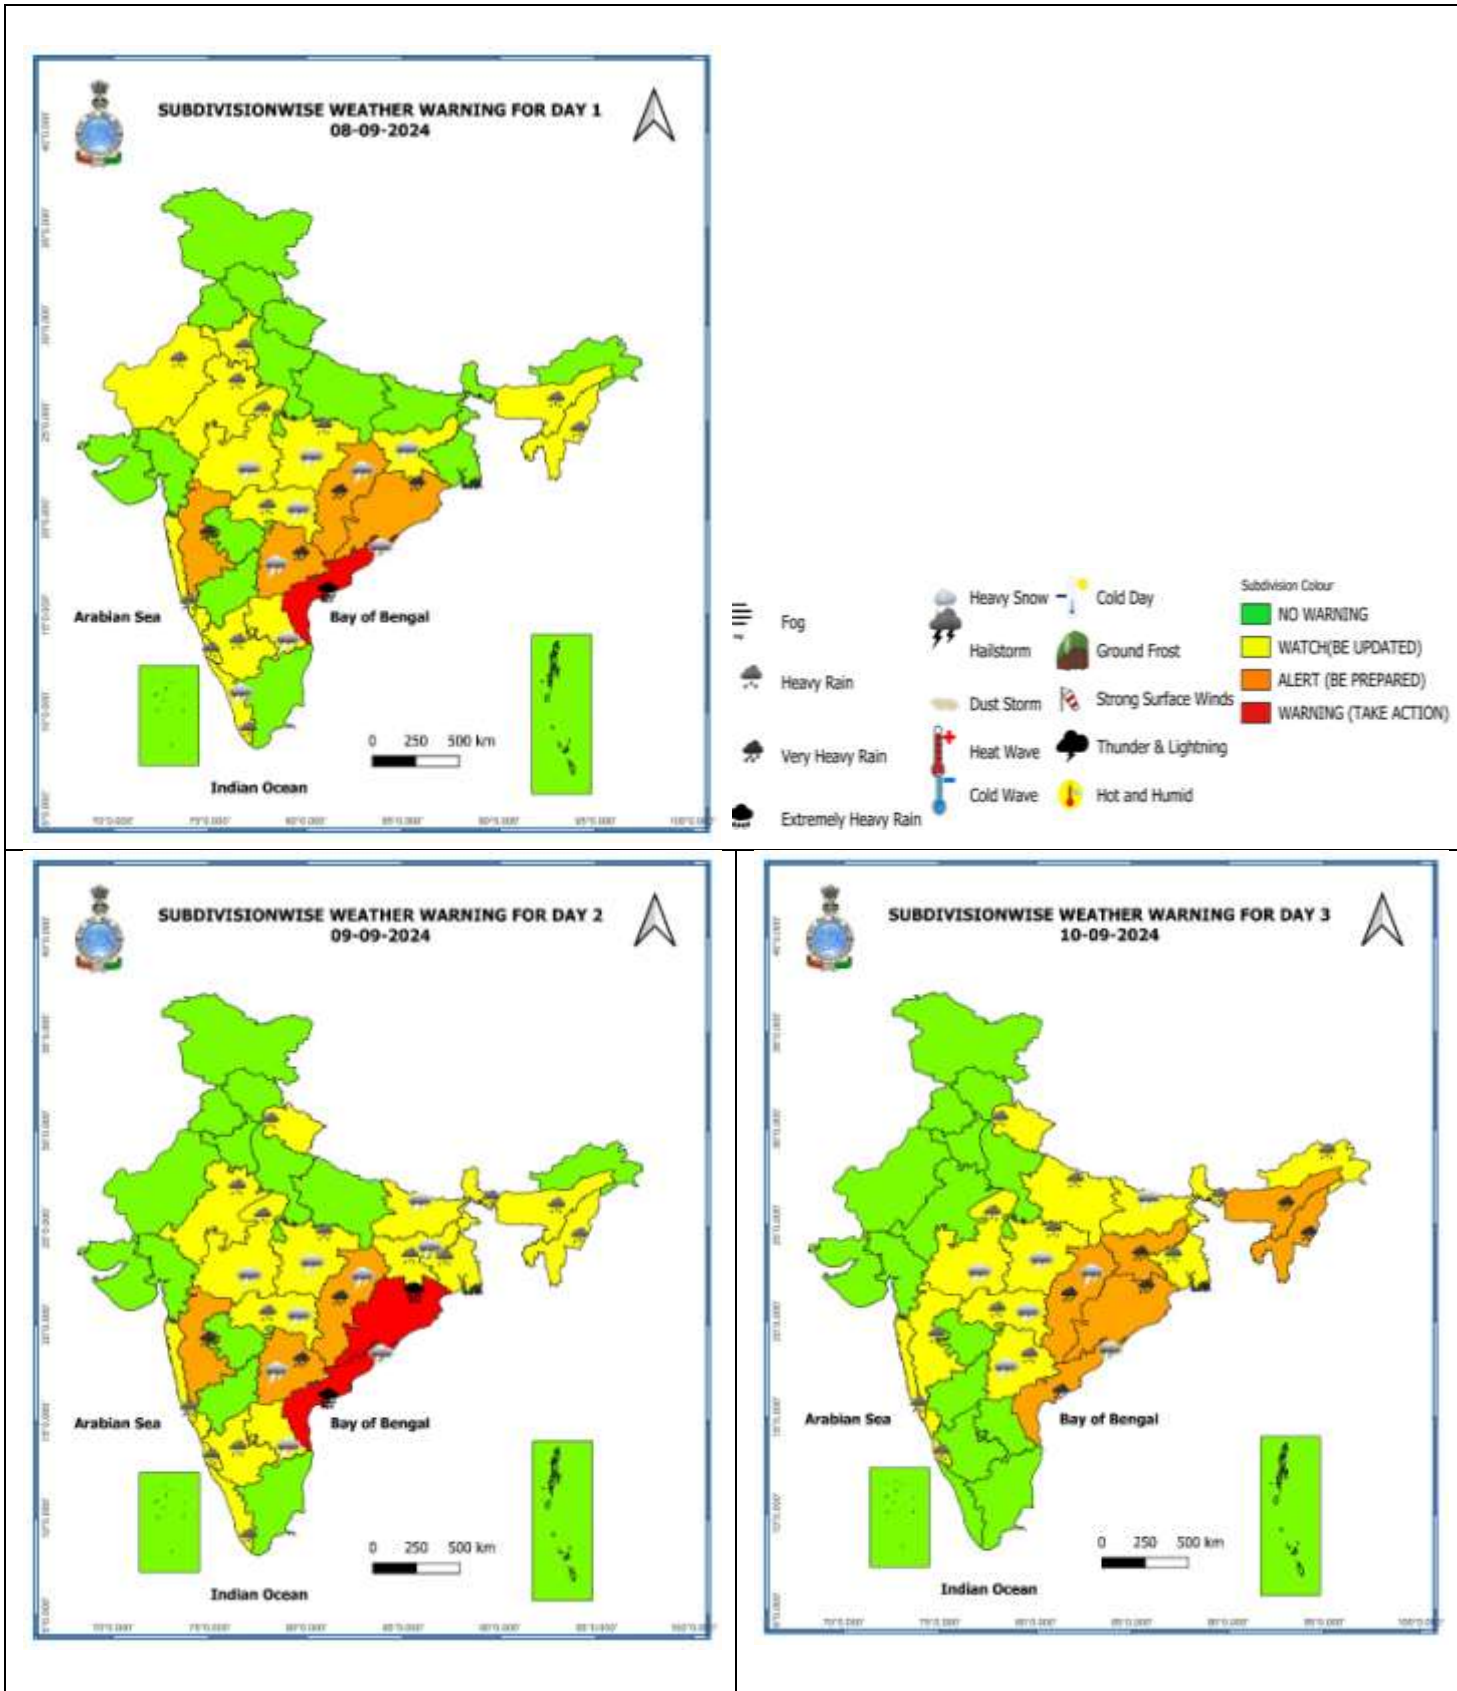 SUBDIVISIONWISE WEATHER WARNING FOR DAY 1
08-09-2024
Arabian Sea
Bay of Bengal
0 250 500 km
Indian Ocean
Fog
Heavy Rain
Very Heavy Rain
Extremely Heavy Rain
Heavy Snow
Hailstorm
Dust Storm
Heat Wave
Cold Wave
Cold Day
Ground Frost
Strong Surface Winds
Thunder & Lightning
Hot and Humid
Subdivision Colour
NO WARNING
WATCH(BE UPDATED)
ALERT (BE PREPARED)
WARNING (TAKE ACTION)
SUBDIVISIONWISE WEATHER WARNING FOR DAY 2
09-09-2024
Arabian Sea
Bay of Bengal
0 250 500 km
Indian Ocean
SUBDIVISIONWISE WEATHER WARNING FOR DAY 3
10-09-2024
Arabian Sea
Bay of Bengal
0 250 500 km
Indian Ocean